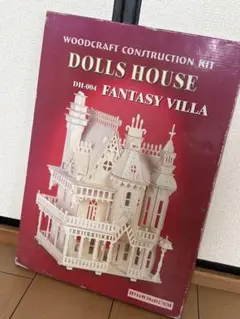 WOODCRAFT CONSTRUCTION KIT
DOLLS HOUSE
DH-004 FANTASY VILLA